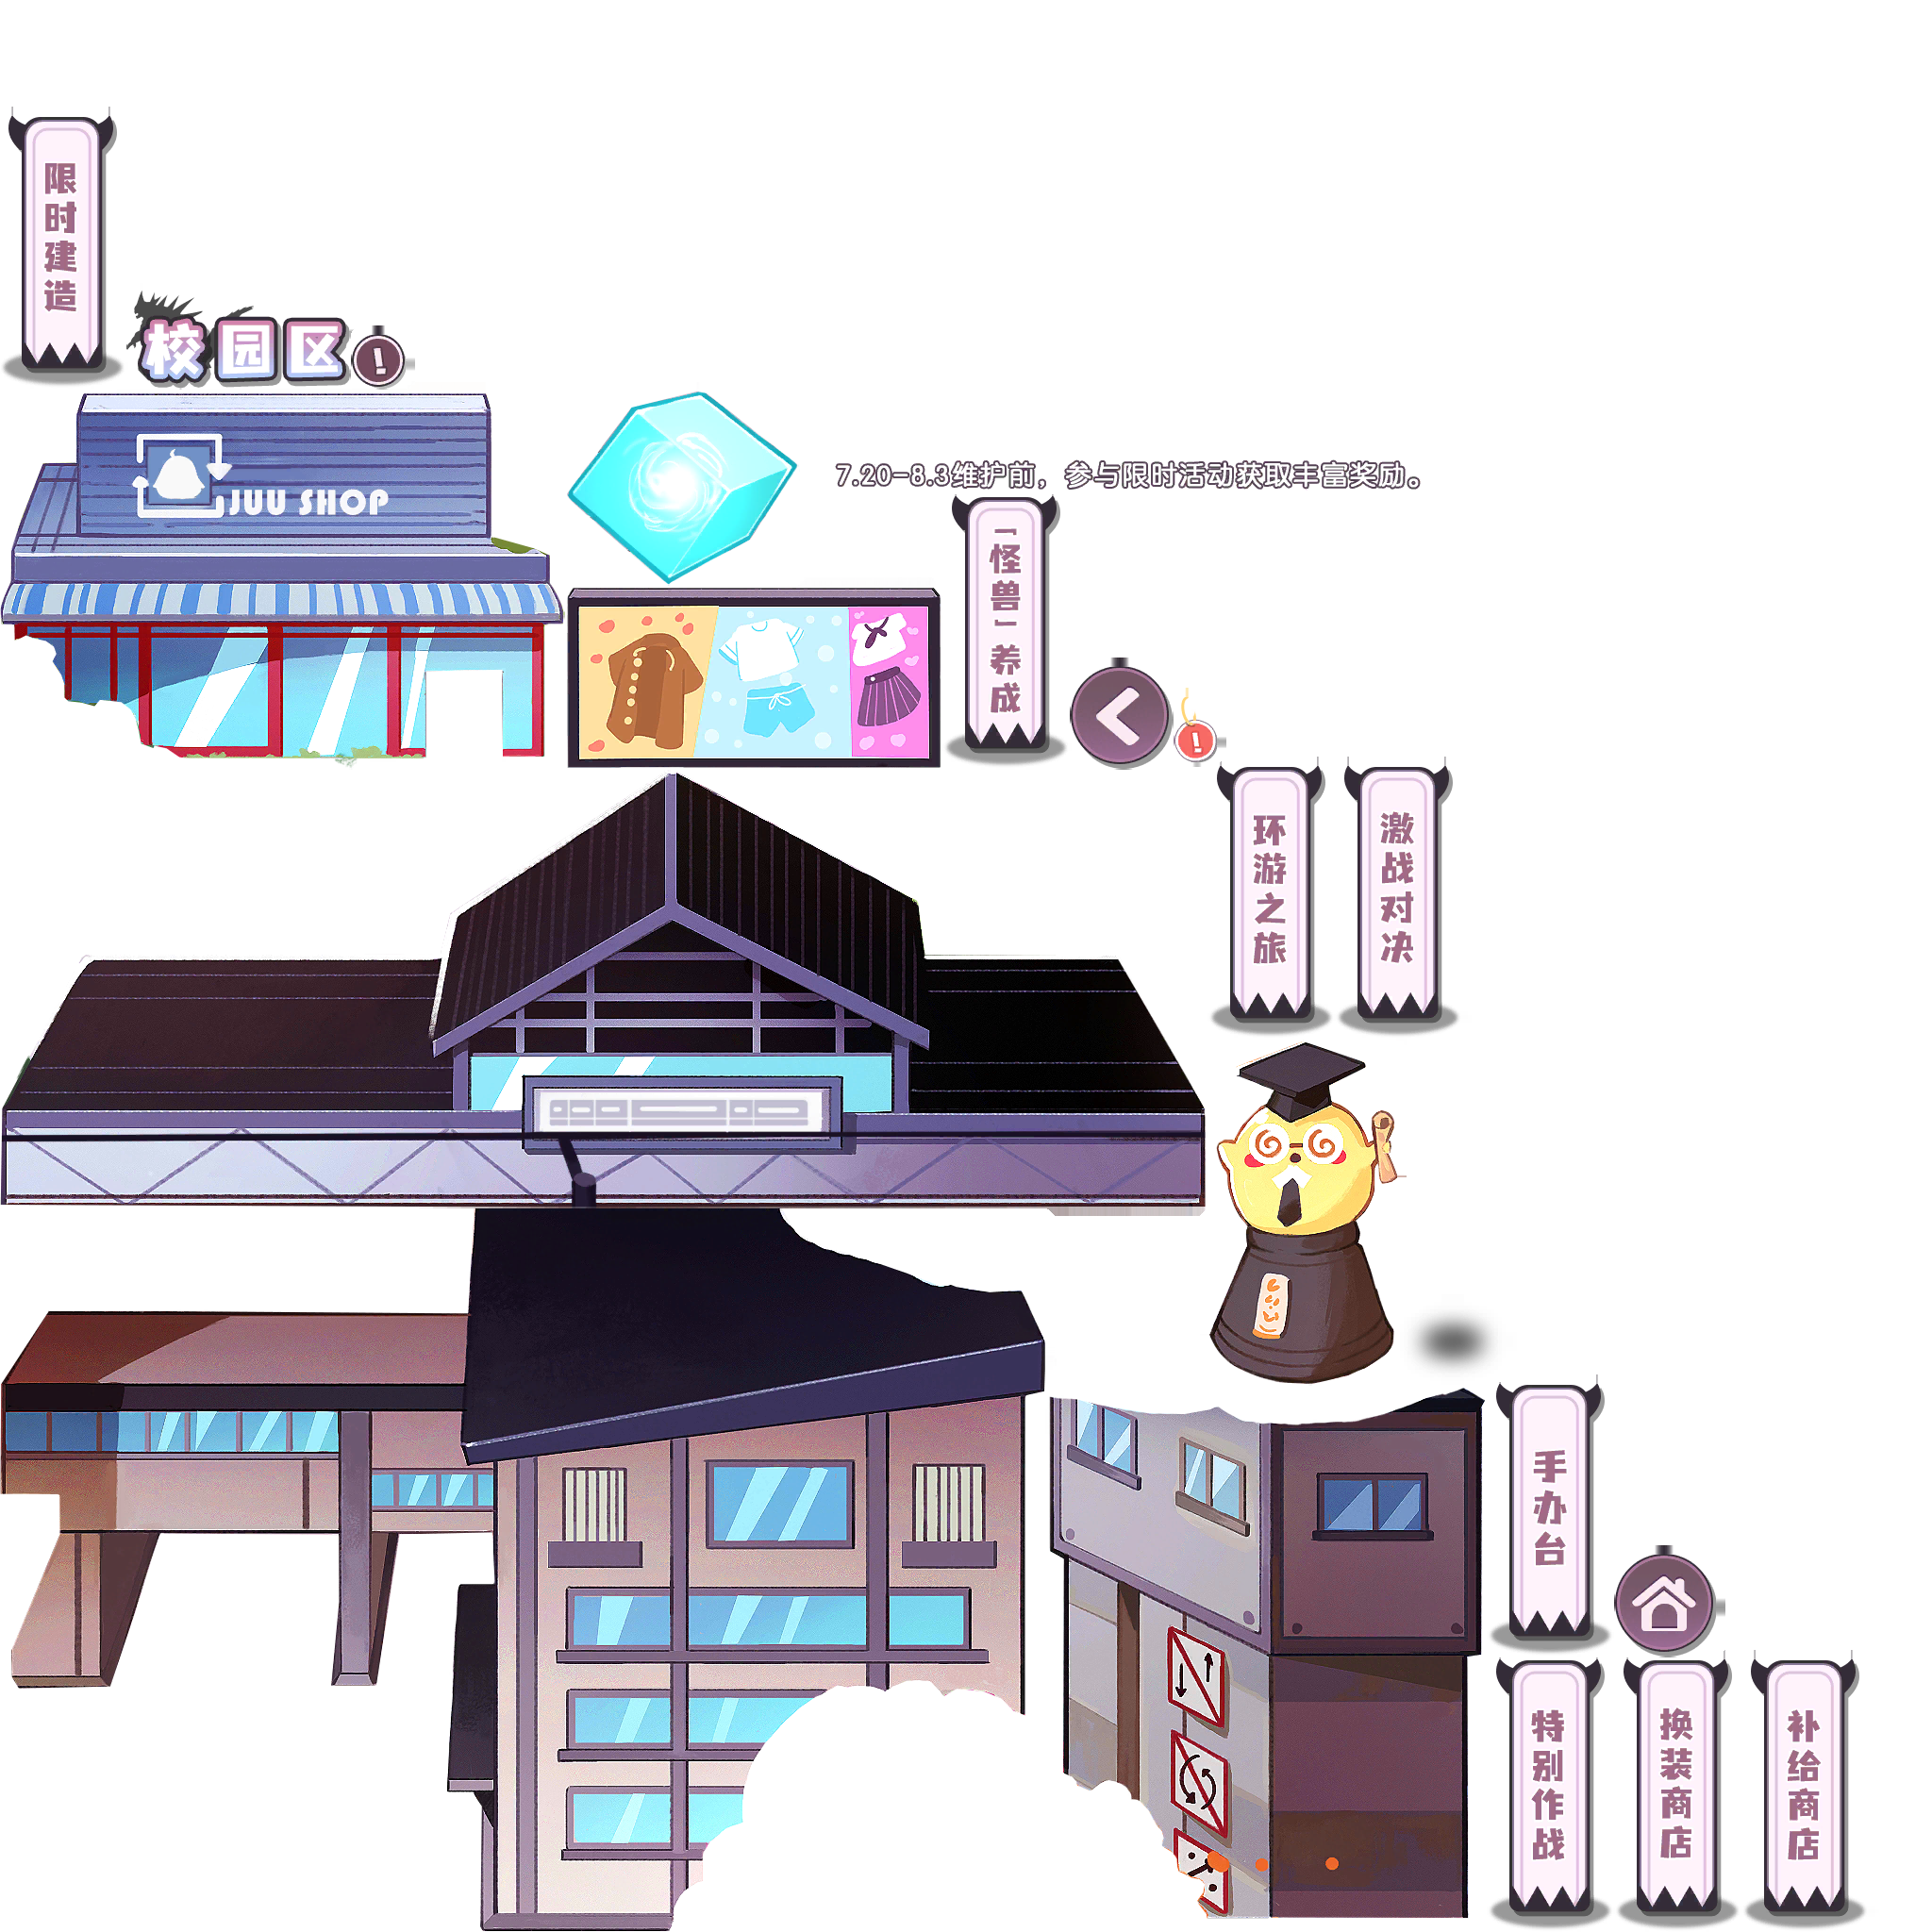 限时建造
校园区
JUU SHOP
7.20-8.3维护前，参与限时活动获取丰富奖励。
「怪兽」养成
环游之旅
激战对决
手办台
特别作战
换装商店
补给商店